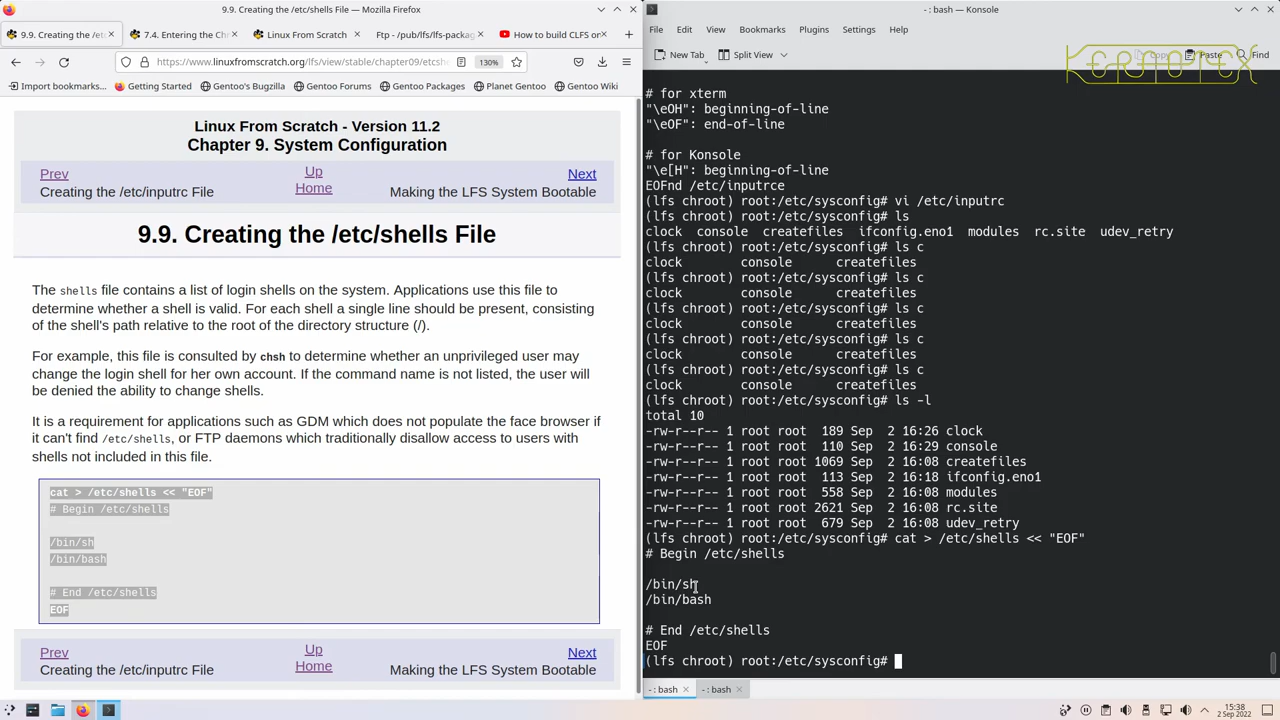 9.9. Creating the /etc/shells File — Mozilla Firefox
9.9. Creating the /etc
7.4. Entering the Ch
Linux From Scratch
Ftp - /pub/lfs/lfs-packag
How to build CLFS on
https://www.linuxfromscratch.org/lfs/view/stable/chapter09/etcsh
130%
Import bookmarks...
Getting Started
Gentoo's Bugzilla
Gentoo Forums
Gentoo Packages
Planet Gentoo
Gentoo Wiki
Linux From Scratch - Version 11.2
Chapter 9. System Configuration
Prev
Up
Next
Creating the /etc/inputrc File
Home
Making the LFS System Bootable
9.9. Creating the /etc/shells File
The shells file contains a list of login shells on the system. Applications use this file to
determine whether a shell is valid. For each shell a single line should be present, consisting
of the shell's path relative to the root of the directory structure (/).
For example, this file is consulted by chsh to determine whether an unprivileged user may
change the login shell for her own account. If the command name is not listed, the user will
be denied the ability to change shells.
It is a requirement for applications such as GDM which does not populate the face browser if
it can't find /etc/shells, or FTP daemons which traditionally disallow access to users with
shells not included in this file.
cat > /etc/shells << "EOF"
# Begin /etc/shells
/bin/sh
/bin/bash
# End /etc/shells
EOF
Prev
Up
Next
Creating the /etc/inputrc File
Home
Making the LFS System Bootable
- : bash — Konsole
File Edit View Bookmarks Plugins Settings Help
New Tab
Split View
Copy
Paste
Find
KERNOTEX
# for xterm
"\eOH": beginning-of-line
"\eOF": end-of-line
# for Konsole
"\e[H": beginning-of-line
EOFnd /etc/inputrce
(lfs chroot) root:/etc/sysconfig# vi /etc/inputrc
(lfs chroot) root:/etc/sysconfig# ls
clock console createfiles ifconfig.eno1 modules rc.site udev_retry
(lfs chroot) root:/etc/sysconfig# ls c
clock console createfiles
(lfs chroot) root:/etc/sysconfig# ls c
clock console createfiles
(lfs chroot) root:/etc/sysconfig# ls c
clock console createfiles
(lfs chroot) root:/etc/sysconfig# ls c
clock console createfiles
(lfs chroot) root:/etc/sysconfig# ls c
clock console createfiles
(lfs chroot) root:/etc/sysconfig# ls -l
total 10
-rw-r--r-- 1 root root 189 Sep 2 16:26 clock
-rw-r--r-- 1 root root 110 Sep 2 16:29 console
-rw-r--r-- 1 root root 1069 Sep 2 16:08 createfiles
-rw-r--r-- 1 root root 113 Sep 2 16:18 ifconfig.eno1
-rw-r--r-- 1 root root 558 Sep 2 16:08 modules
-rw-r--r-- 1 root root 2621 Sep 2 16:08 rc.site
-rw-r--r-- 1 root root 679 Sep 2 16:08 udev_retry
(lfs chroot) root:/etc/sysconfig# cat > /etc/shells << "EOF"
# Begin /etc/shells
/bin/sh
/bin/bash
# End /etc/shells
EOF
(lfs chroot) root:/etc/sysconfig#
- : bash
- : bash
15:38
2 Sep 2022